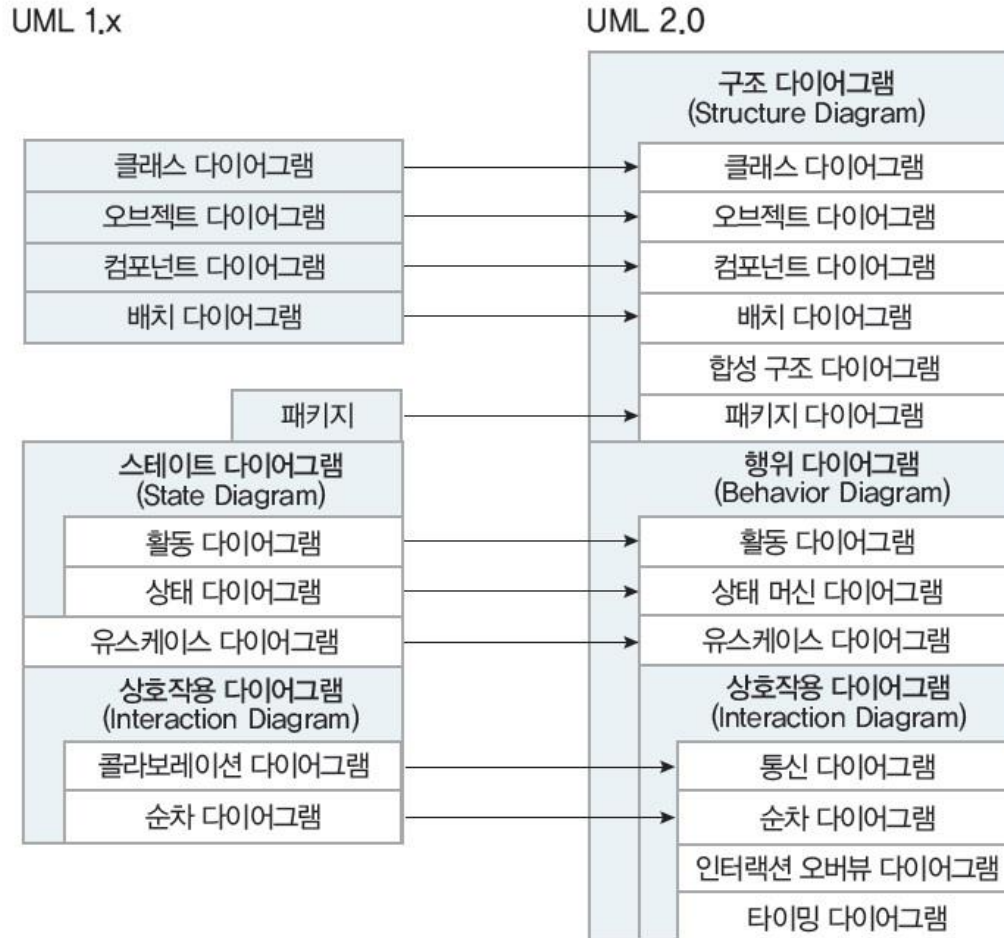 UML 1.x
클래스 다이어그램
오브젝트 다이어그램
컴포넌트 다이어그램
배치 다이어그램
패키지
스테이트 다이어그램
(State Diagram)
활동 다이어그램
상태 다이어그램
유스케이스 다이어그램
상호작용 다이어그램
(Interaction Diagram)
콜라보레이션 다이어그램
순차 다이어그램
UML 2.0
구조 다이어그램
(Structure Diagram)
클래스 다이어그램
오브젝트 다이어그램
컴포넌트 다이어그램
배치 다이어그램
합성 구조 다이어그램
패키지 다이어그램
행위 다이어그램
(Behavior Diagram)
활동 다이어그램
상태 머신 다이어그램
유스케이스 다이어그램
상호작용 다이어그램
(Interaction Diagram)
통신 다이어그램
순차 다이어그램
인터랙션 오버뷰 다이어그램
타이밍 다이어그램